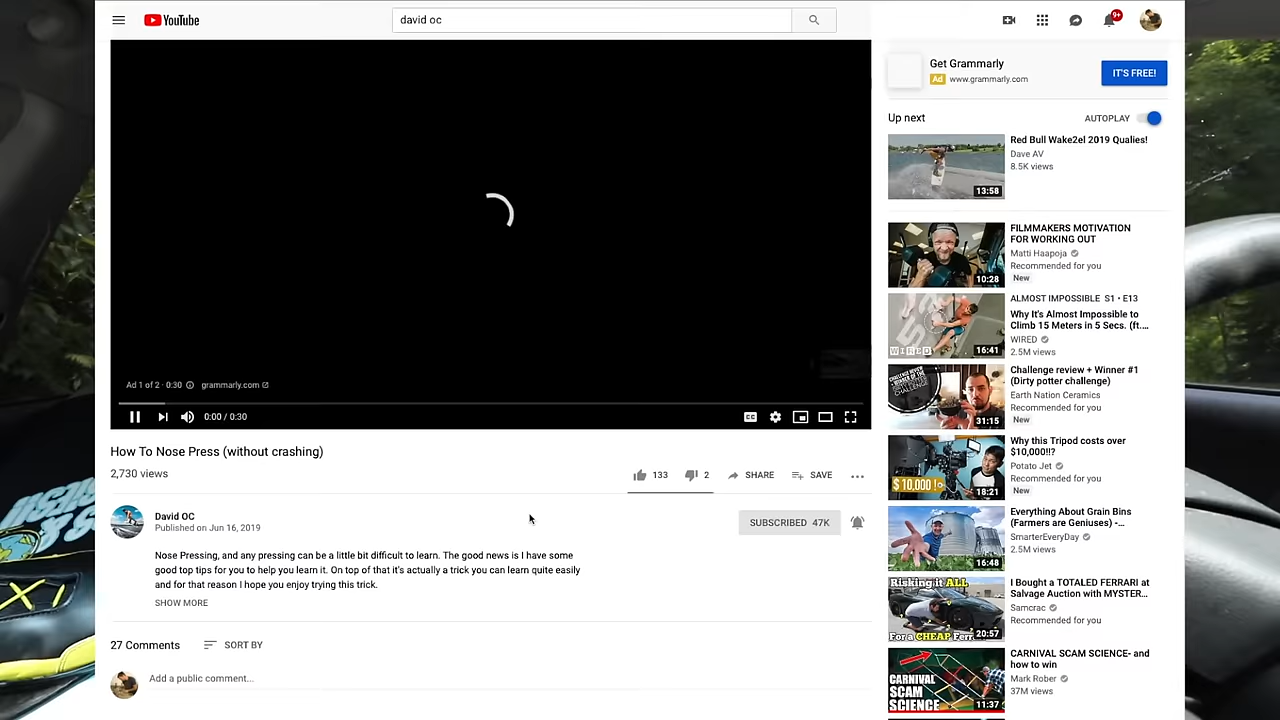 YouTube
david oc
9+
Get Grammarly
Ad www.grammarly.com
IT'S FREE!
Up next
AUTOPLAY
Red Bull Wake2el 2019 Qualies!
Dave AV
8.5K views
13:58
FILMMAKERS MOTIVATION
FOR WORKING OUT
Matti Haapoja
Recommended for you
New
10:28
ALMOST IMPOSSIBLE S1 • E13
Why It's Almost Impossible to
Climb 15 Meters in 5 Secs. (ft....
WIRED
2.5M views
WIRED
16:41
Challenge review + Winner #1
(Dirty potter challenge)
Earth Nation Ceramics
Recommended for you
New
31:15
Why this Tripod costs over
$10,000!!?
Potato Jet
Recommended for you
New
$10,000!
18:21
Everything About Grain Bins
(Farmers are Geniuses) -...
SmarterEveryDay
2.5M views
16:48
I Bought a TOTALED FERRARI at
Salvage Auction with MYSTER...
Samcrac
Recommended for you
Risking it ALL
For a CHEAP
20:57
CARNIVAL SCAM SCIENCE- and
how to win
Mark Rober
37M views
CARNIVAL
SCAM
SCIENCE
11:37
Ad 1 of 2 · 0:30 grammarly.com
0:00 / 0:30
CC
How To Nose Press (without crashing)
2,730 views
133
2
SHARE
SAVE
David OC
Published on Jun 16, 2019
SUBSCRIBED 47K
Nose Pressing, and any pressing can be a little bit difficult to learn. The good news is I have some
good top tips for you to help you learn it. On top of that it's actually a trick you can learn quite easily
and for that reason I hope you enjoy trying this trick.
SHOW MORE
27 Comments
SORT BY
Add a public comment...